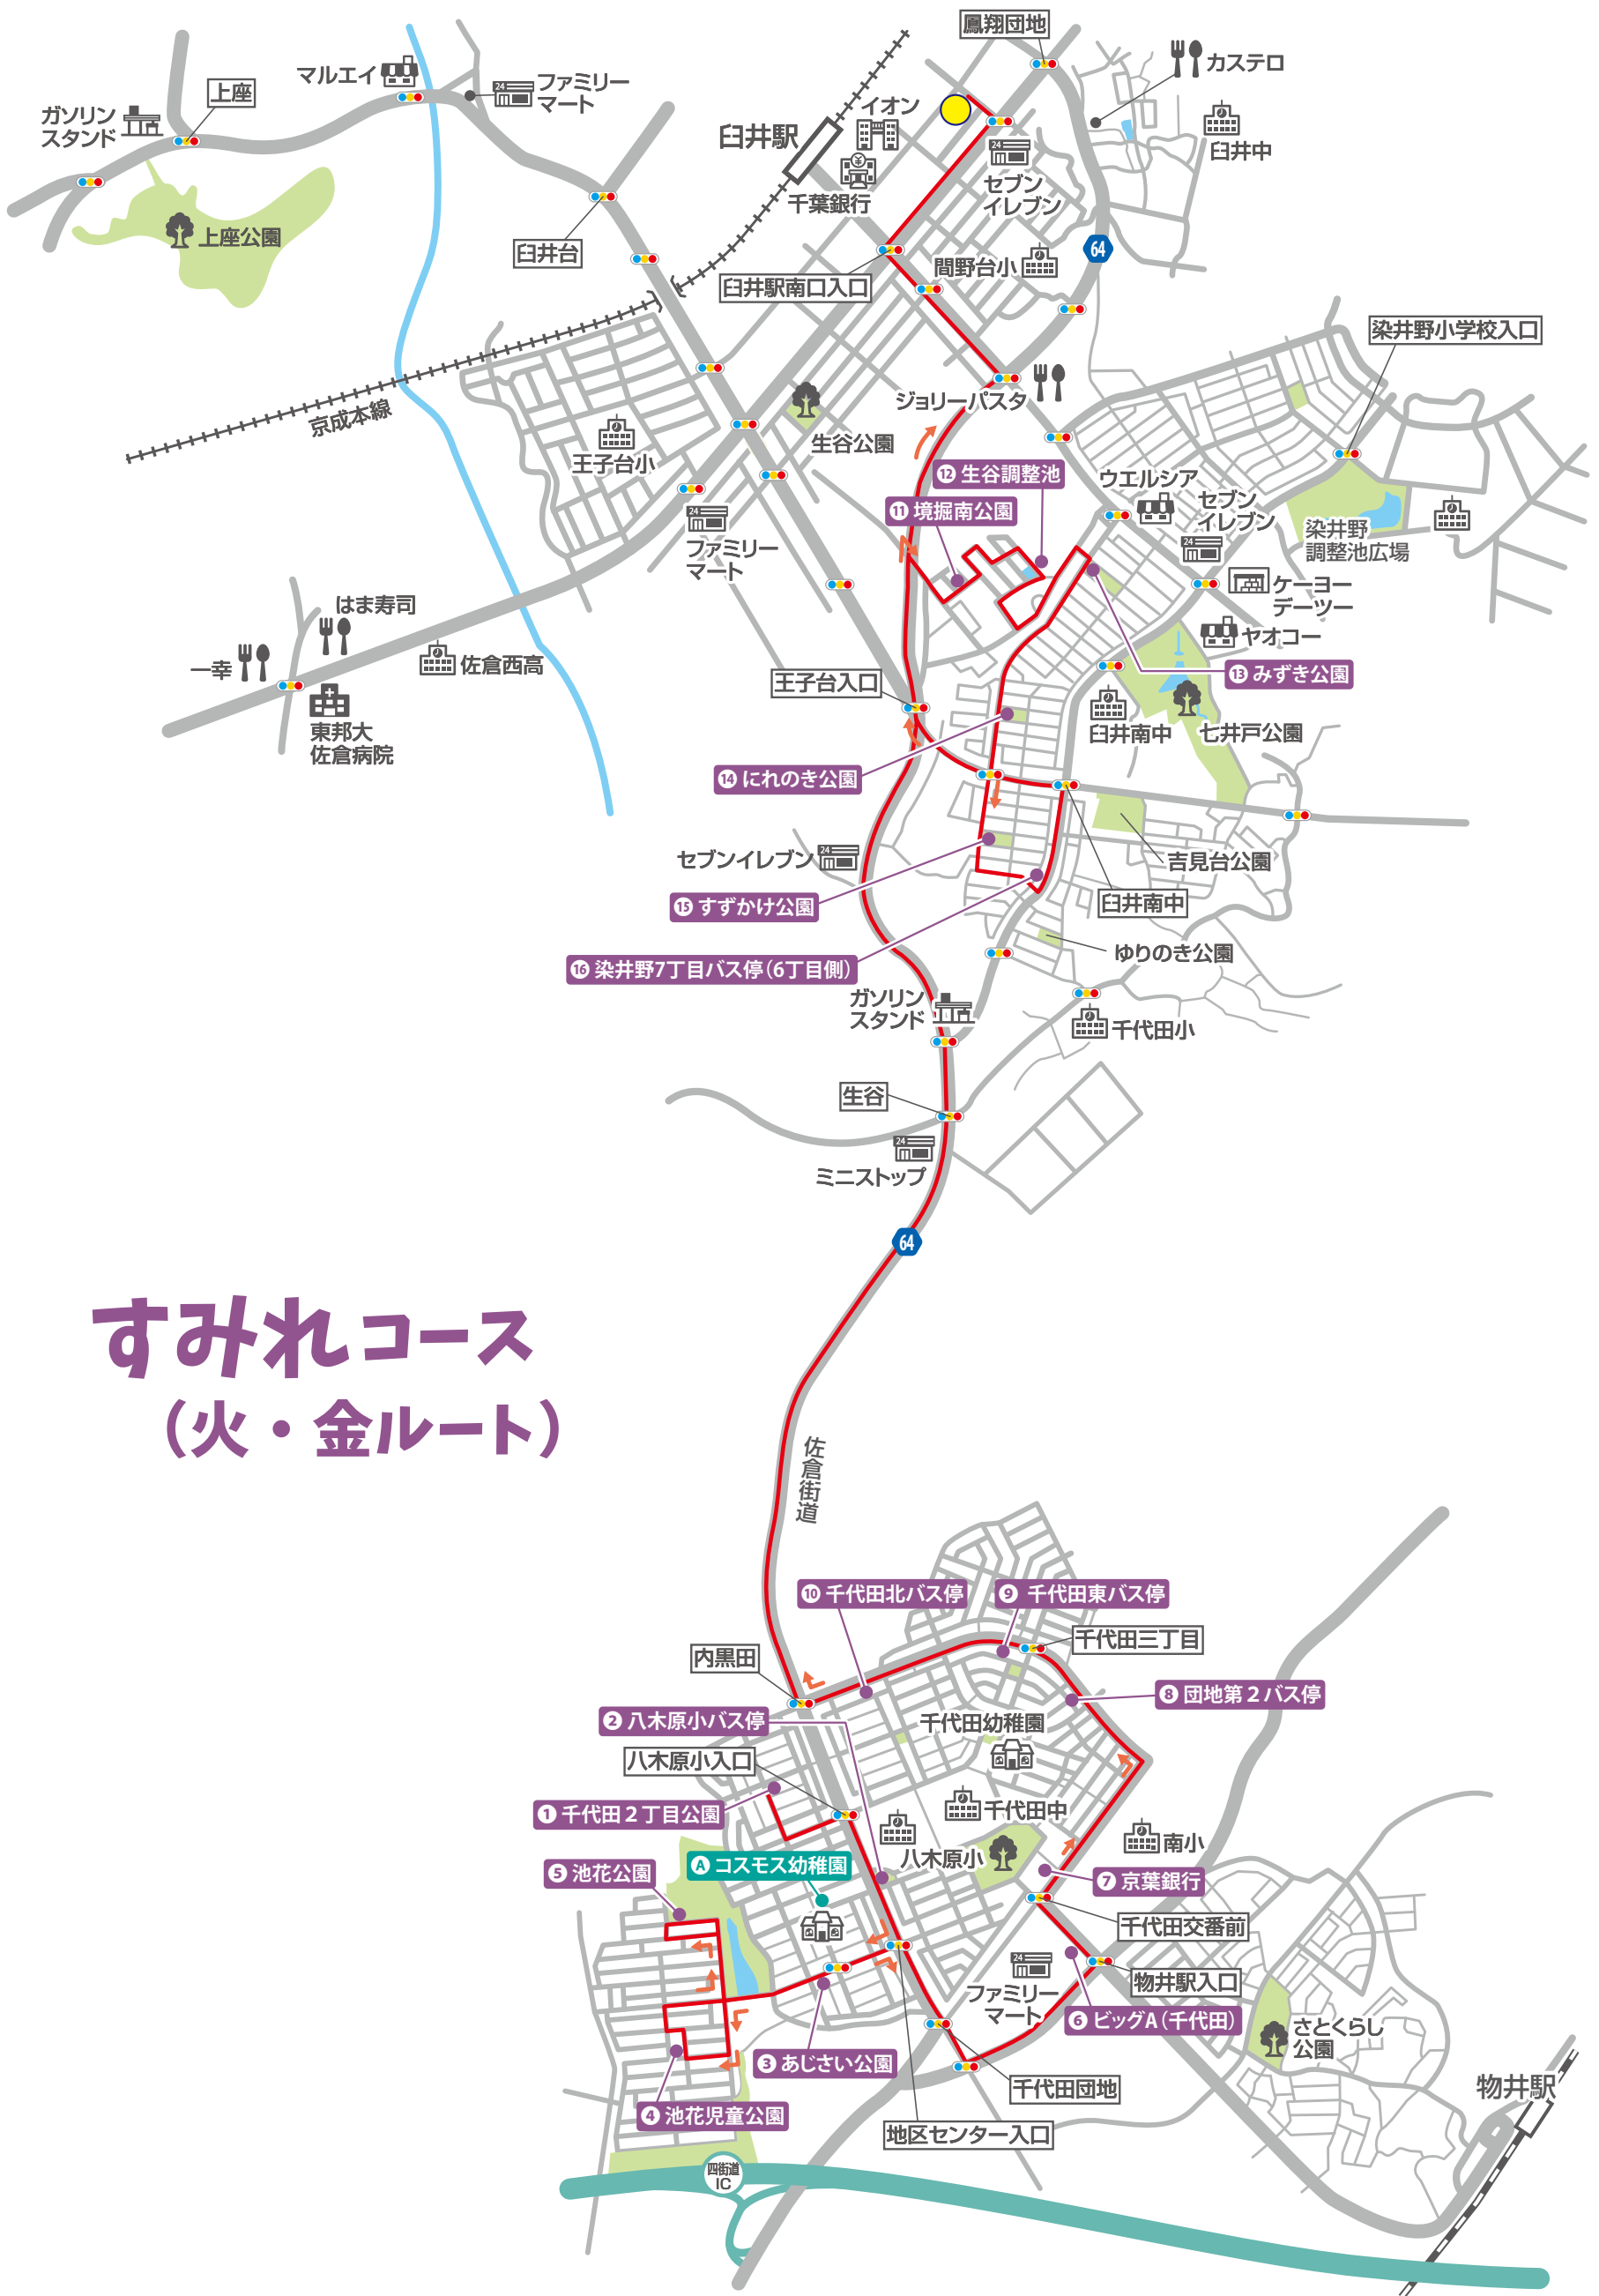 鳳翔団地
カステロ
マルエイ
24
ファミリー
マート
上座
ガソリン
スタンド
イオン
臼井駅
臼井中
24
セブン
イレブン
千葉銀行
上座公園
臼井台
64
間野台小
臼井駅南口入口
染井野小学校入口
京成本線
ジョリーパスタ
生谷公園
王子台小
⑫ 生谷調整池
ウエルシア
セブン
イレブン
24
⑪ 境掘南公園
24
ファミリー
マート
染井野
調整池広場
ケーヨー
デーツー
はま寿司
一幸
佐倉西高
ヤオコー
⑬ みずき公園
王子台入口
東邦大
佐倉病院
臼井南中
七井戸公園
⑭ にれのき公園
セブンイレブン
24
吉見台公園
⑮ すずかけ公園
臼井南中
ゆりのき公園
⑯ 染井野7丁目バス停(6丁目側)
ガソリン
スタンド
千代田小
生谷
24
ミニストップ
64
すみれコース
(火・金ルート)
佐倉街道
⑩ 千代田北バス停
⑨ 千代田東バス停
千代田三丁目
内黒田
⑧ 団地第2バス停
② 八木原小バス停
千代田幼稚園
八木原小入口
① 千代田2丁目公園
千代田中
南小
八木原小
Ⓐ コスモス幼稚園
⑤ 池花公園
⑦ 京葉銀行
千代田交番前
24
ファミリー
マート
物井駅入口
⑥ ビッグA(千代田)
さとくらし
公園
③ あじさい公園
千代田団地
物井駅
④ 池花児童公園
地区センター入口
四街道
IC